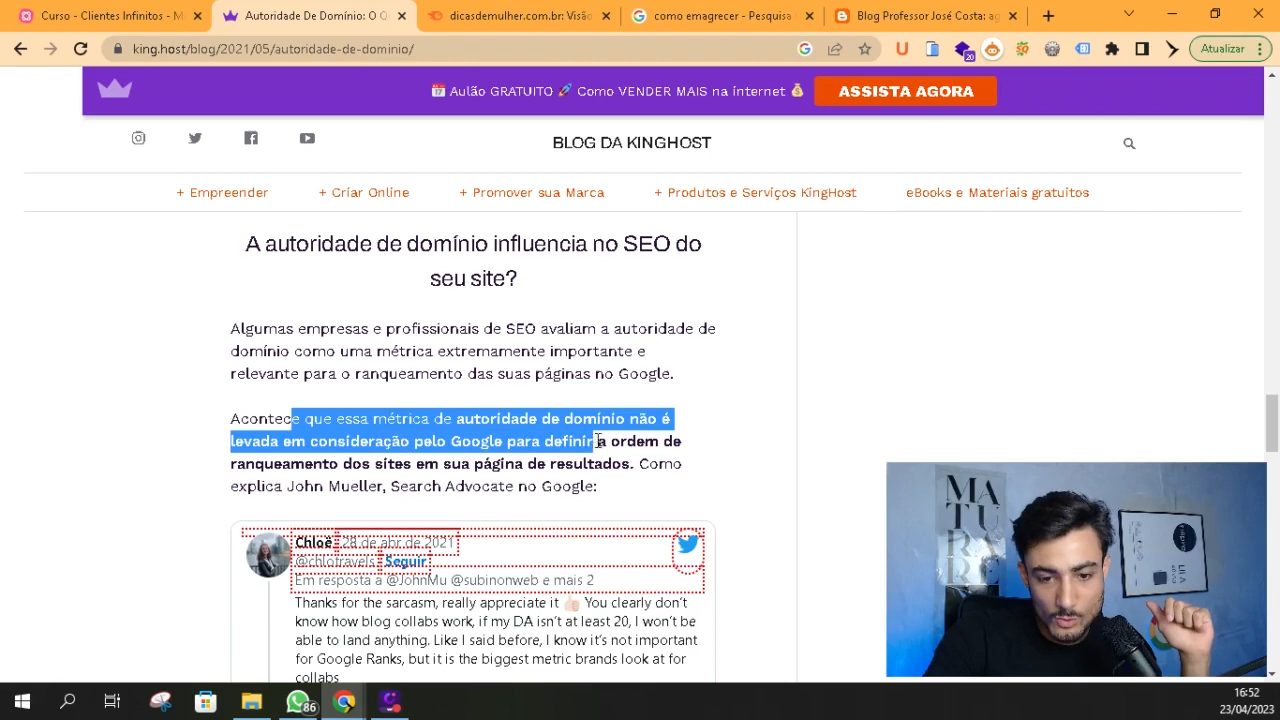 Curso - Clientes Infinitos - M
Autoridade De Domínio: O Q
dicasdemulher.com.br: Visão
como emagrecer - Pesquisa
Blog Professor José Costa: ag
king.host/blog/2021/05/autoridade-de-dominio/
20
Atualizar
Aulão GRATUITO 🚀 Como VENDER MAIS na internet 💰
ASSISTA AGORA
BLOG DA KINGHOST
+ Empreender
+ Criar Online
+ Promover sua Marca
+ Produtos e Serviços KingHost
eBooks e Materiais gratuitos
A autoridade de domínio influencia no SEO do
seu site?
Algumas empresas e profissionais de SEO avaliam a autoridade de
domínio como uma métrica extremamente importante e
relevante para o ranqueamento das suas páginas no Google.
Acontece que essa métrica de autoridade de domínio não é
levada em consideração pelo Google para definir a ordem de
ranqueamento dos sites em sua página de resultados. Como
explica John Mueller, Search Advocate no Google:
Chloë
28 de abr de 2021
@chlotravels
Seguir
Em resposta a @JohnMu @subinonweb e mais 2
Thanks for the sarcasm, really appreciate it 👍🏻 You clearly don't
know how blog collabs work, if my DA isn't at least 20, I won't be
able to land anything. Like I said before, I know it's not important
for Google Ranks, but it is the biggest metric brands look at for
collabs
MA
TU
RE
86
16:52
23/04/2023